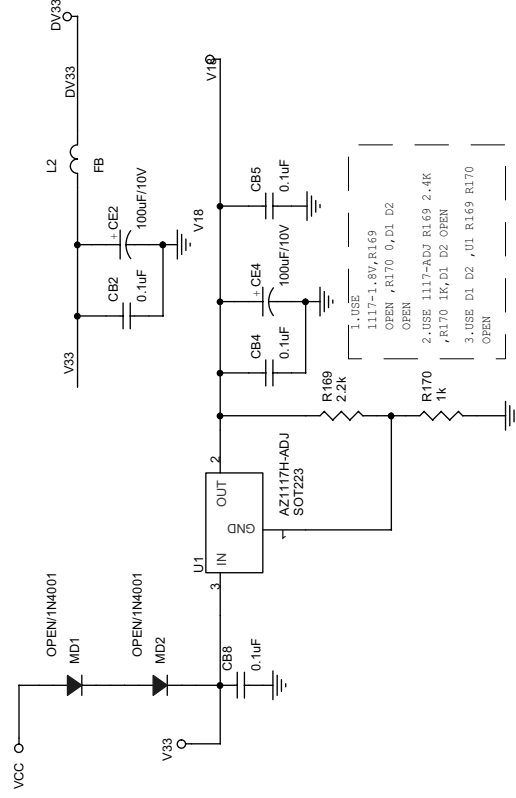 VCC
OPEN/1N4001
MD1
OPEN/1N4001
MD2
V33
CB8
0.1uF
3
U1
IN
OUT
GND
2
1
AZ1117H-ADJ
SOT223
R169
2.2k
R170
1k
CB4
0.1uF
CE4
+
100uF/10V
V18
CB5
0.1uF
V18
V33
CB2
0.1uF
CE2
+
100uF/10V
L2
FB
DV33
DV33
1.USE
1117-1.8V,R169
OPEN ,R170 0,D1 D2
OPEN
2.USE 1117-ADJ R169 2.4K
,R170 1K,D1 D2 OPEN
3.USE D1 D2 ,U1 R169 R170
OPEN